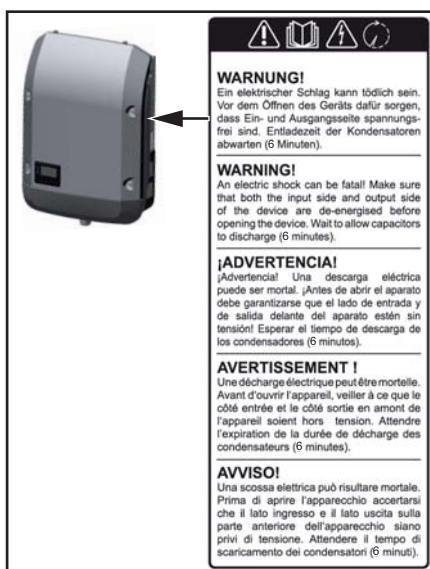 WARNUNG!
Ein elektrischer Schlag kann tödlich sein.
Vor dem Öffnen des Geräts dafür sorgen,
dass Ein- und Ausgangsseite spannungs-
frei sind. Entladezeit der Kondensatoren
abwarten (6 Minuten).
WARNING!
An electric shock can be fatal! Make sure
that both the input side and output side
of the device are de-energised before
opening the device. Wait to allow capacitors
to discharge (6 minutes).
¡ADVERTENCIA!
¡Advertencia! Una descarga eléctrica
puede ser mortal. ¡Antes de abrir el aparato
debe garantizarse que el lado de entrada y
de salida delante del aparato estén sin
tensión! Esperar el tiempo de descarga de
los condensadores (6 minutos).
AVERTISSEMENT !
Une décharge électrique peut être mortelle.
Avant d'ouvrir l'appareil, veiller à ce que le
côté entrée et le côté sortie en amont de
l'appareil soient hors tension. Attendre
l'expiration de la durée de décharge des
condensateurs (6 minutes).
AVVISO!
Una scossa elettrica può risultare mortale.
Prima di aprire l'apparecchio accertarsi
che il lato ingresso e il lato uscita sulla
parte anteriore dell'apparecchio siano
privi di tensione. Attendere il tempo di
scaricamento dei condensatori (6 minuti).